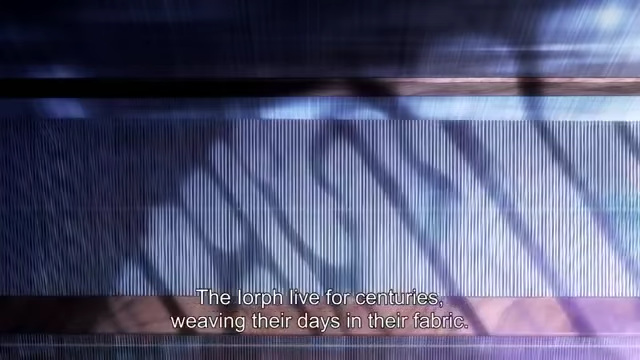 The Iorph live for centuries,
weaving their days in their fabric.